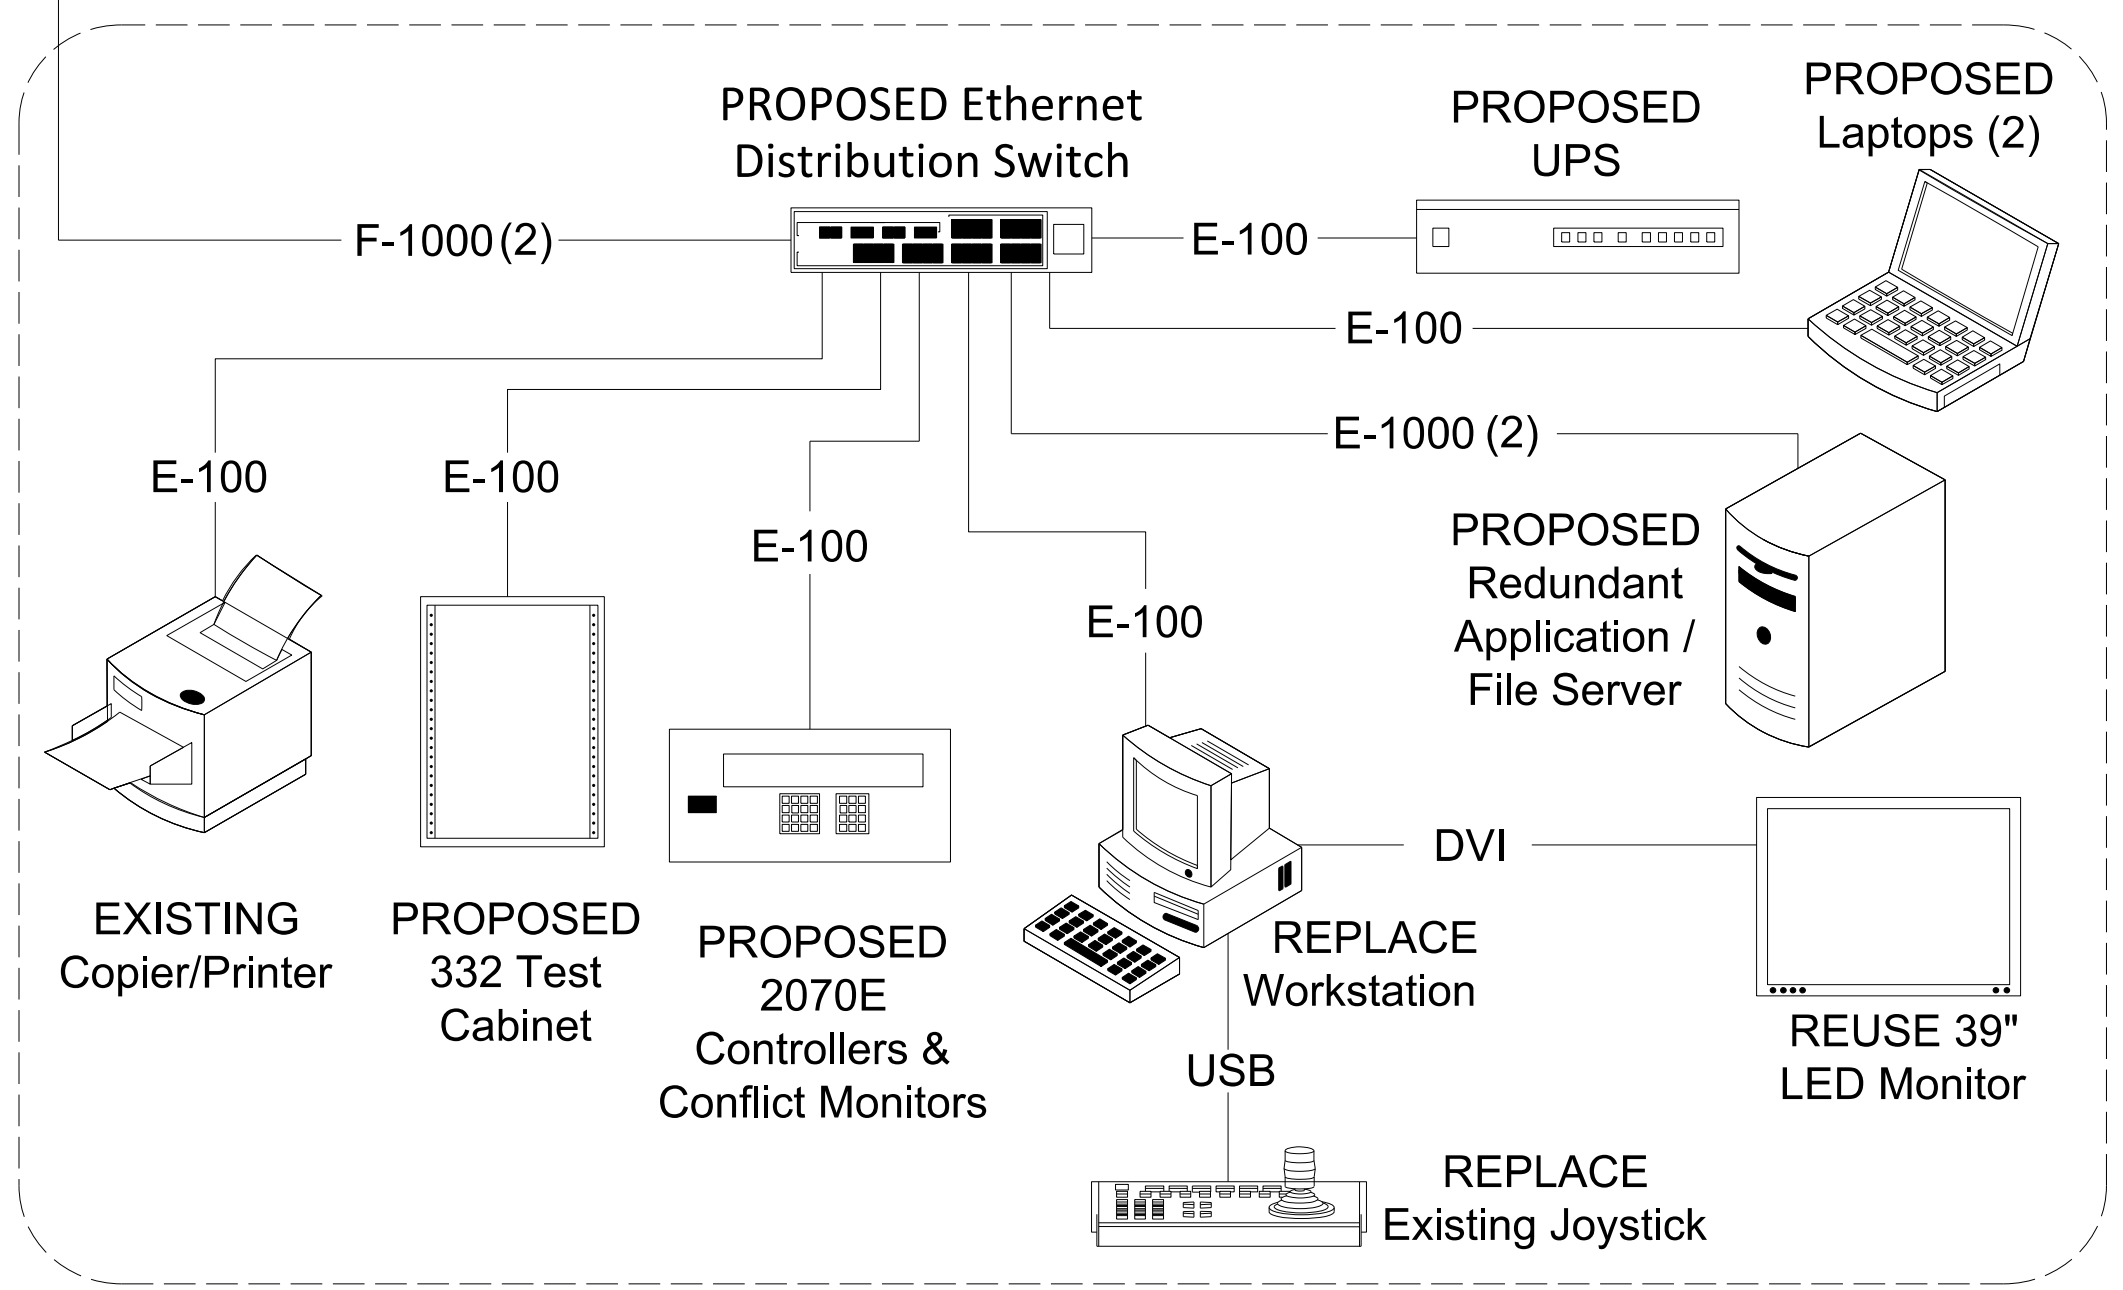 PROPOSED Ethernet
Distribution Switch
PROPOSED
UPS
PROPOSED
Laptops (2)
F-1000 (2)
E-100
E-100
E-1000 (2)
E-100
E-100
E-100
E-100
PROPOSED
Redundant
Application /
File Server
DVI
EXISTING
Copier/Printer
PROPOSED
332 Test
Cabinet
PROPOSED
2070E
Controllers &
Conflict Monitors
REPLACE
Workstation
REUSE 39"
LED Monitor
USB
REPLACE
Existing Joystick